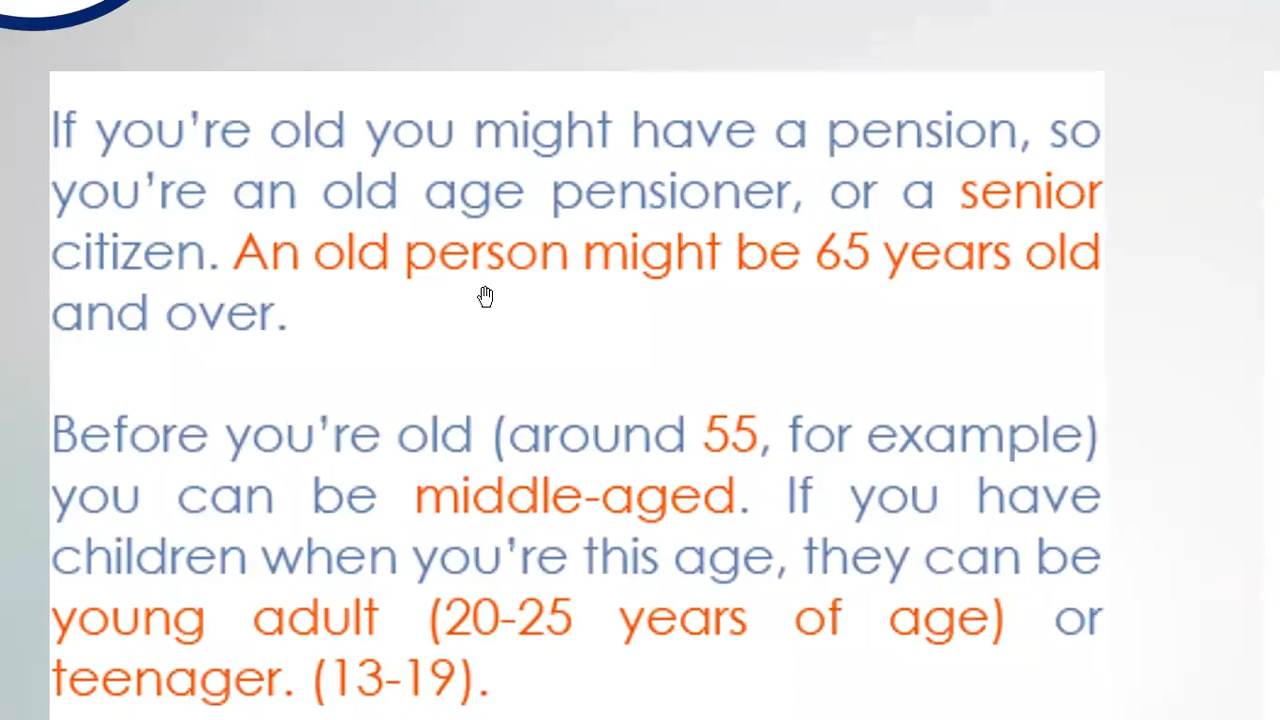 If you're old you might have a pension, so
you're an old age pensioner, or a senior
citizen. An old person might be 65 years old
and over.
Before you're old (around 55, for example)
you can be middle-aged. If you have
children when you're this age, they can be
young adult (20-25 years of age) or
teenager. (13-19).